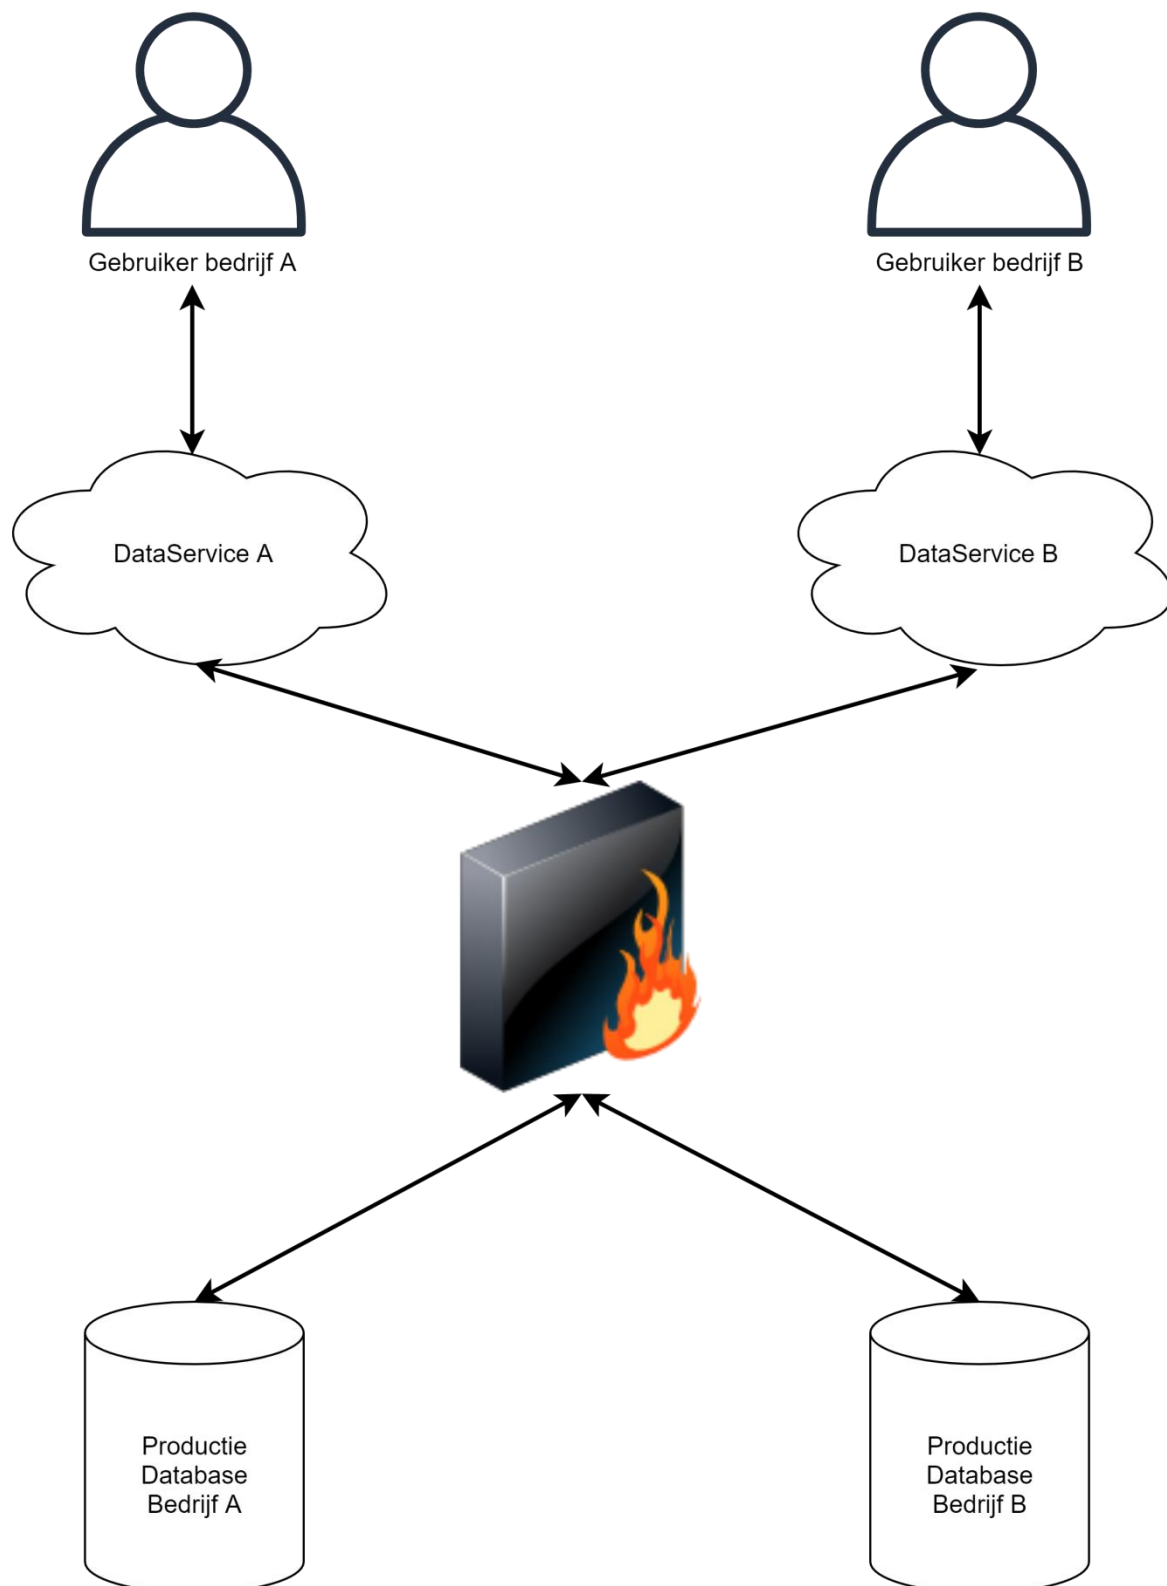 Gebruiker bedrijf A
Gebruiker bedrijf B
DataService A
DataService B
Productie
Database
Bedrijf A
Productie
Database
Bedrijf B